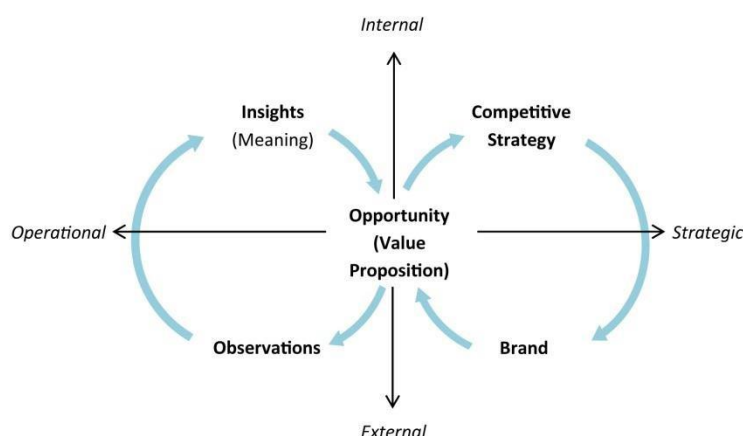 Internal
Insights
(Meaning)
Competitive
Strategy
Operational
Opportunity
(Value
Proposition)
Strategic
Observations
Brand
External